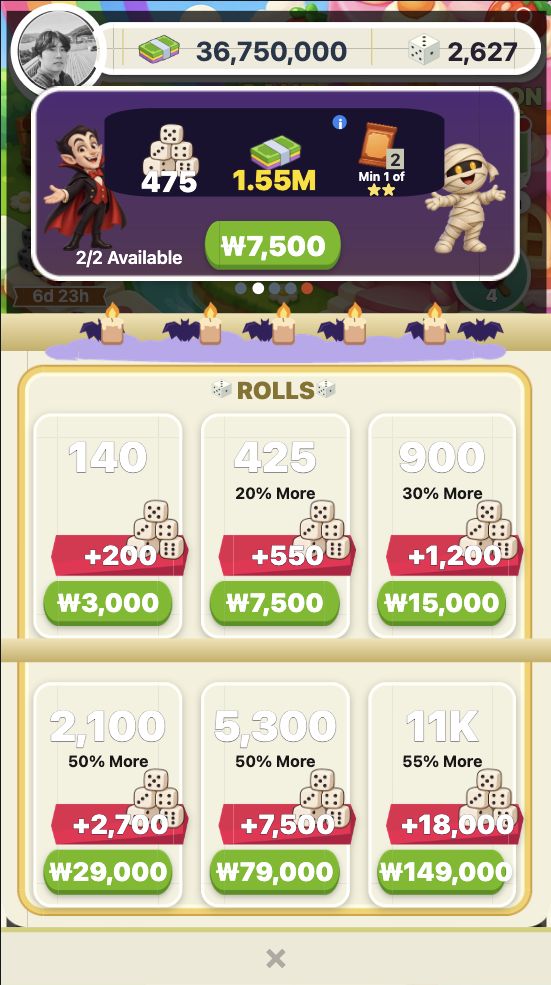 36,750,000
2,627
ON
475
1.55M
i
2
Min 1 of
₩7,500
2/2 Available
6d 23h
4
ROLLS
140
425
900
20% More
30% More
+200
+550
+1,200
₩3,000
₩7,500
₩15,000
2,100
5,300
11K
50% More
50% More
55% More
+2,700
+7,500
+18,000
₩29,000
₩79,000
₩149,000